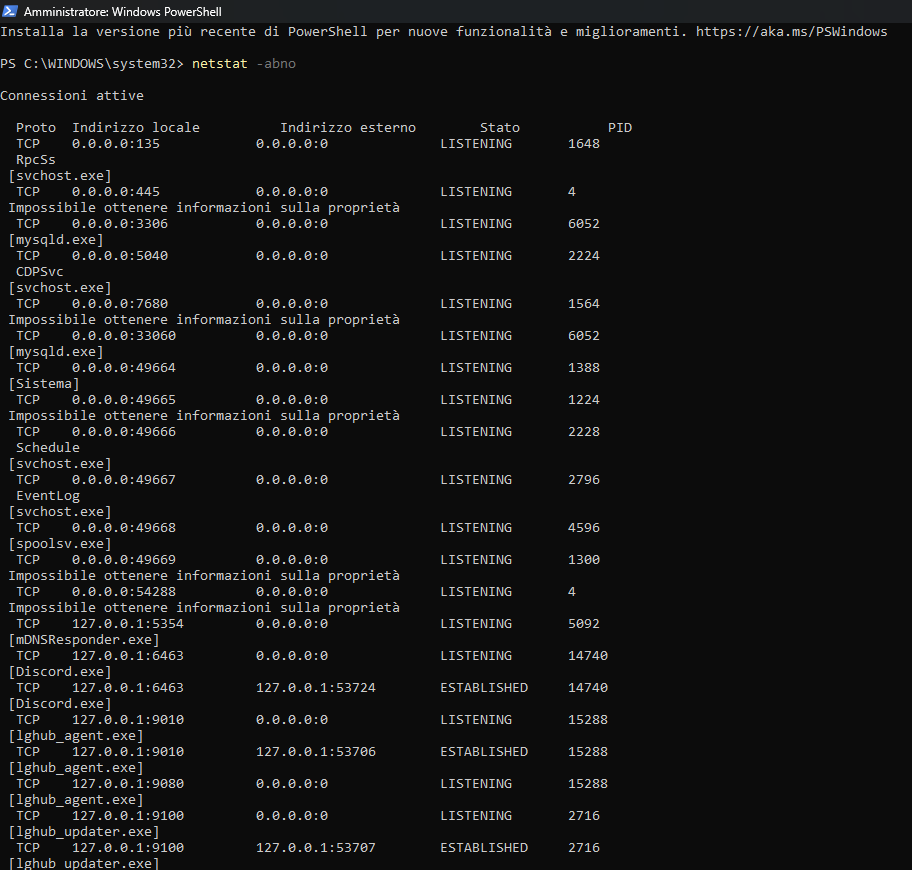 Amministratore: Windows PowerShell
Installa la versione più recente di PowerShell per nuove funzionalità e miglioramenti. https://aka.ms/PSWindows
PS C:\WINDOWS\system32> netstat -abno
Connessioni attive
Proto  Indirizzo locale          Indirizzo esterno        Stato           PID
TCP    0.0.0.0:135            0.0.0.0:0              LISTENING       1648
RpcSs
[svchost.exe]
TCP    0.0.0.0:445            0.0.0.0:0              LISTENING       4
Impossibile ottenere informazioni sulla proprietà
TCP    0.0.0.0:3306           0.0.0.0:0              LISTENING       6052
[mysqld.exe]
TCP    0.0.0.0:5040           0.0.0.0:0              LISTENING       2224
CDPSvc
[svchost.exe]
TCP    0.0.0.0:7680           0.0.0.0:0              LISTENING       1564
Impossibile ottenere informazioni sulla proprietà
TCP    0.0.0.0:33060          0.0.0.0:0              LISTENING       6052
[mysqld.exe]
TCP    0.0.0.0:49664          0.0.0.0:0              LISTENING       1388
[Sistema]
TCP    0.0.0.0:49665          0.0.0.0:0              LISTENING       1224
Impossibile ottenere informazioni sulla proprietà
TCP    0.0.0.0:49666          0.0.0.0:0              LISTENING       2228
Schedule
[svchost.exe]
TCP    0.0.0.0:49667          0.0.0.0:0              LISTENING       2796
EventLog
[svchost.exe]
TCP    0.0.0.0:49668          0.0.0.0:0              LISTENING       4596
[spoolsv.exe]
TCP    0.0.0.0:49669          0.0.0.0:0              LISTENING       1300
Impossibile ottenere informazioni sulla proprietà
TCP    0.0.0.0:54288          0.0.0.0:0              LISTENING       4
Impossibile ottenere informazioni sulla proprietà
TCP    127.0.0.1:5354         0.0.0.0:0              LISTENING       5092
[mDNSResponder.exe]
TCP    127.0.0.1:6463         0.0.0.0:0              LISTENING       14740
[Discord.exe]
TCP    127.0.0.1:6463         127.0.0.1:53724        ESTABLISHED     14740
[Discord.exe]
TCP    127.0.0.1:9010         0.0.0.0:0              LISTENING       15288
[lghub_agent.exe]
TCP    127.0.0.1:9010         127.0.0.1:53706        ESTABLISHED     15288
[lghub_agent.exe]
TCP    127.0.0.1:9080         0.0.0.0:0              LISTENING       15288
[lghub_agent.exe]
TCP    127.0.0.1:9100         0.0.0.0:0              LISTENING       2716
[lghub_updater.exe]
TCP    127.0.0.1:9100         127.0.0.1:53707        ESTABLISHED     2716
[lghub_updater.exe]